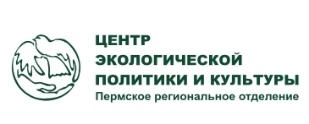 ЦЕНТР
ЭКОЛОГИЧЕСКОЙ
ПОЛИТИКИ И КУЛЬТУРЫ
Пермское региональное отделение